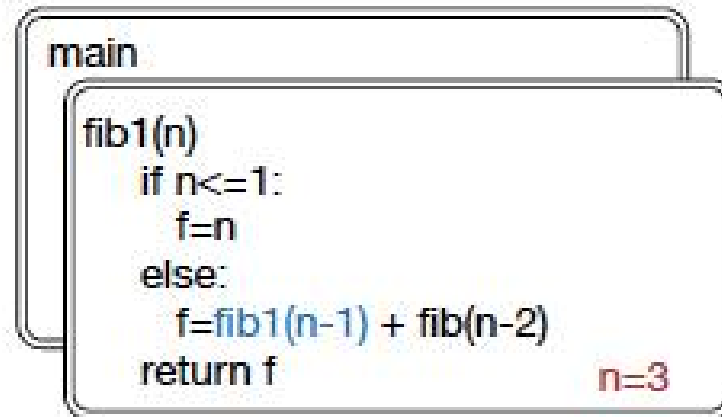 main
fib1(n)
if n<=1:
f=n
else:
f=fib1(n-1) + fib(n-2)
return f
n=3